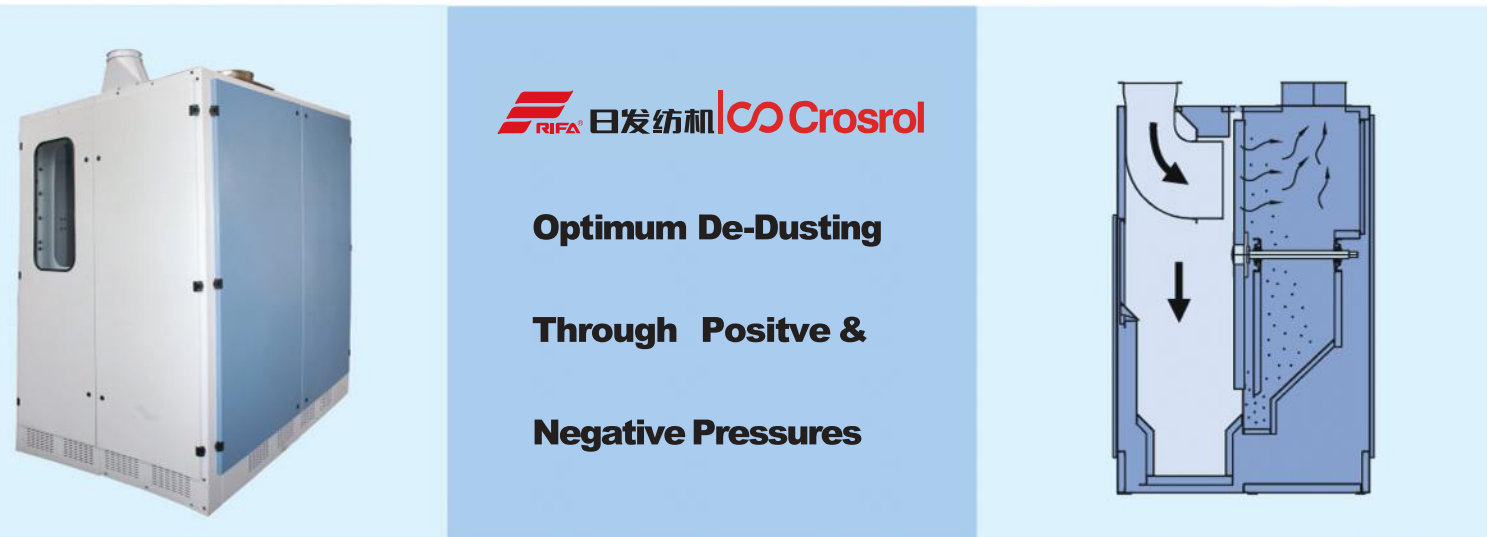 RIFA® 日发纺机 Crosrol
Optimum De-Dusting
Through Positve &
Negative Pressures